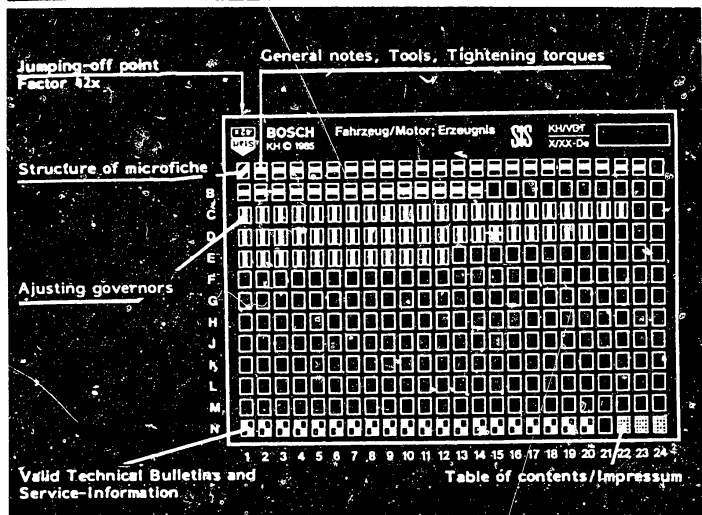 Jumping-off point
Factor 42x
General notes, Tools, Tightening torques
Start
42x
BOSCH
KH © 1985
Fahrzeug/Motor; Erzeugnis
SIS
KH/VDT
X/XX-De
Structure of microfiche
B
C
D
E
F
G
H
J
K
L
M
N
Ajusting governors
1 2 3 4 5 6 7 8 9 10 11 12 13 14 15 16 17 18 19 20 21 22 23 24
Valid Technical Bulletins and
Service-Information
Table of contents/Impressum